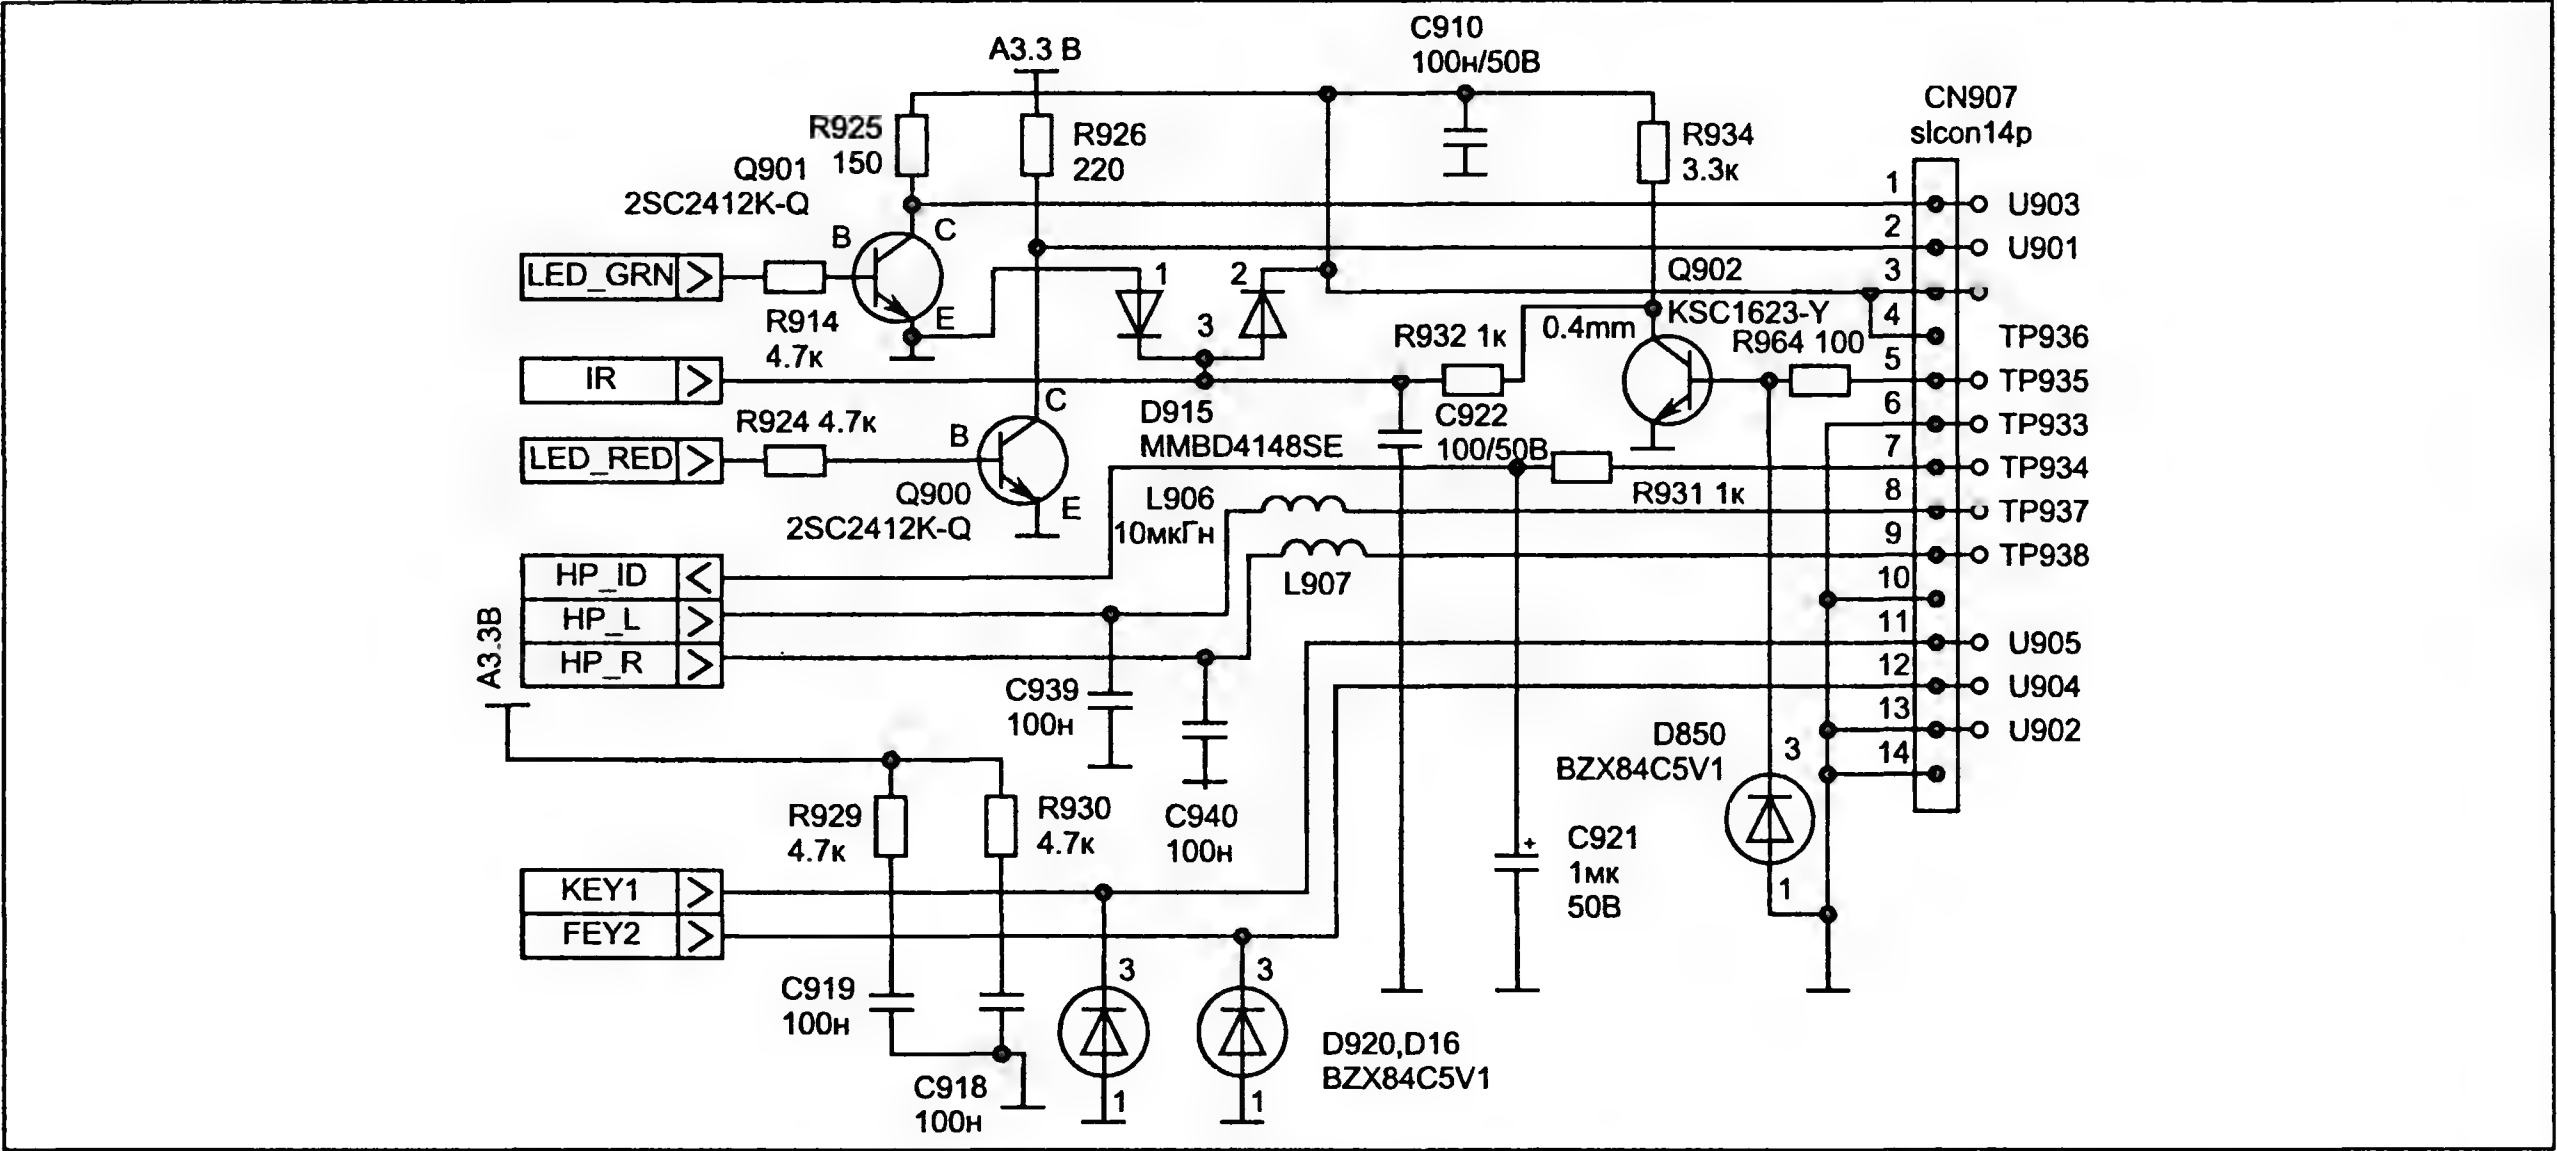 C910
100н/50В
А3.3 В
CN907
slcon14p
R925
150
R926
220
R934
3.3к
Q901
2SC2412K-Q
1
U903
2
U901
B
C
E
LED_GRN
R914
4.7к
1
2
3
Q902
KSC1623-Y
3
4
TP936
R932 1к
0.4mm
R964 100
5
TP935
IR
D915
MMBD4148SE
C922
100/50В
6
TP933
R924 4.7к
LED_RED
B
C
E
Q900
2SC2412K-Q
7
TP934
R931 1к
L906
10мкГн
8
TP937
9
TP938
L907
HP_ID
HP_L
HP_R
А3.3В
10
11
U905
12
U904
13
U902
14
C939
100н
C940
100н
D850
BZX84C5V1
3
1
R929
4.7к
R930
4.7к
C921
+
1мк
50В
KEY1
FEY2
C919
100н
C918
100н
3
1
3
1
D920,D16
BZX84C5V1